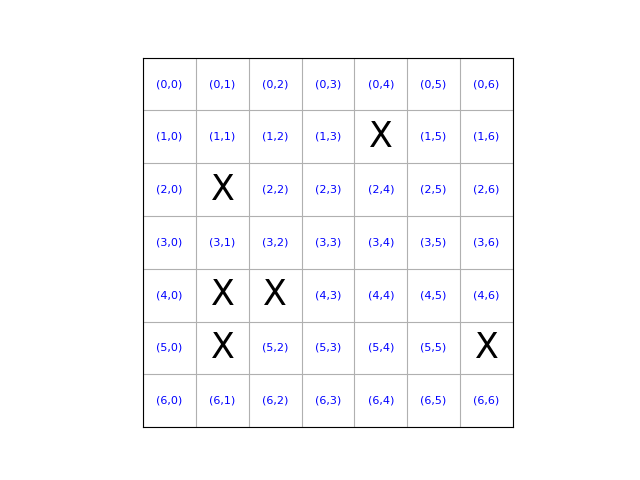 (0,0) (0,1) (0,2) (0,3) (0,4) (0,5) (0,6)
(1,0) (1,1) (1,2) (1,3) X (1,5) (1,6)
(2,0) X (2,2) (2,3) (2,4) (2,5) (2,6)
(3,0) (3,1) (3,2) (3,3) (3,4) (3,5) (3,6)
(4,0) X X (4,3) (4,4) (4,5) (4,6)
(5,0) X (5,2) (5,3) (5,4) (5,5) X
(6,0) (6,1) (6,2) (6,3) (6,4) (6,5) (6,6)